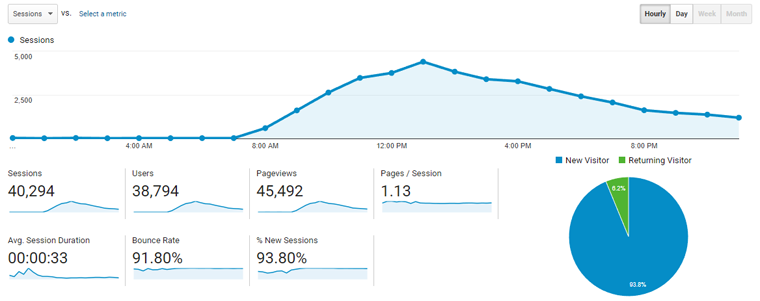 Sessions vs. Select a metric Hourly Day Week Month
Sessions
5,000
2,500
... 4:00 AM 8:00 AM 12:00 PM 4:00 PM 8:00 PM
New Visitor Returning Visitor
Sessions Users Pageviews Pages / Session
40,294 38,794 45,492 1.13
6.2%
Avg. Session Duration Bounce Rate % New Sessions
00:00:33 91.80% 93.80%
93.8%